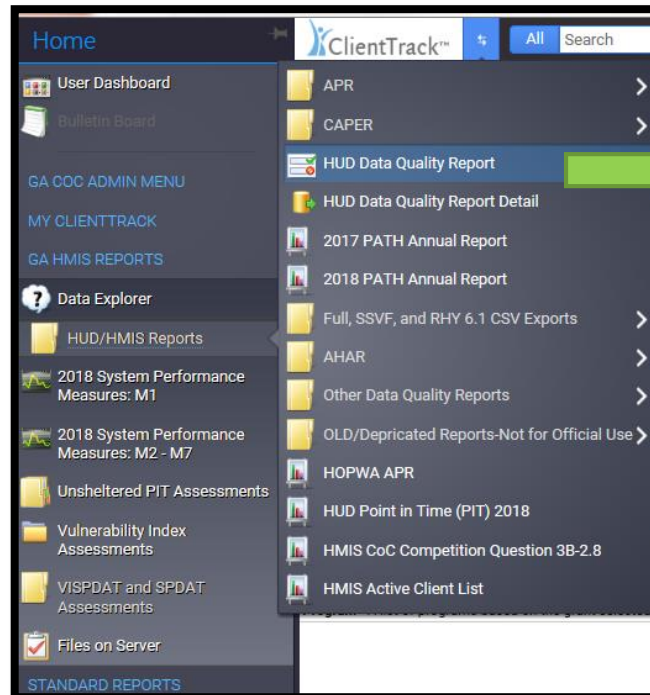 Home
ClientTrack™
All
Search
User Dashboard
Bulletin Board
GA COC ADMIN MENU
MY CLIENTTRACK
GA HMIS REPORTS
Data Explorer
HUD/HMIS Reports
2018 System Performance
Measures: M1
2018 System Performance
Measures: M2 - M7
Unsheltered PIT Assessments
Vulnerability Index
Assessments
VISPDAT and SPDAT
Assessments
Files on Server
STANDARD REPORTS
APR
CAPER
HUD Data Quality Report
HUD Data Quality Report Detail
2017 PATH Annual Report
2018 PATH Annual Report
Full, SSVF, and RHY 6.1 CSV Exports
AHAR
Other Data Quality Reports
OLD/Depricated Reports-Not for Official Use
HOPWA APR
HUD Point in Time (PIT) 2018
HMIS CoC Competition Question 3B-2.8
HMIS Active Client List